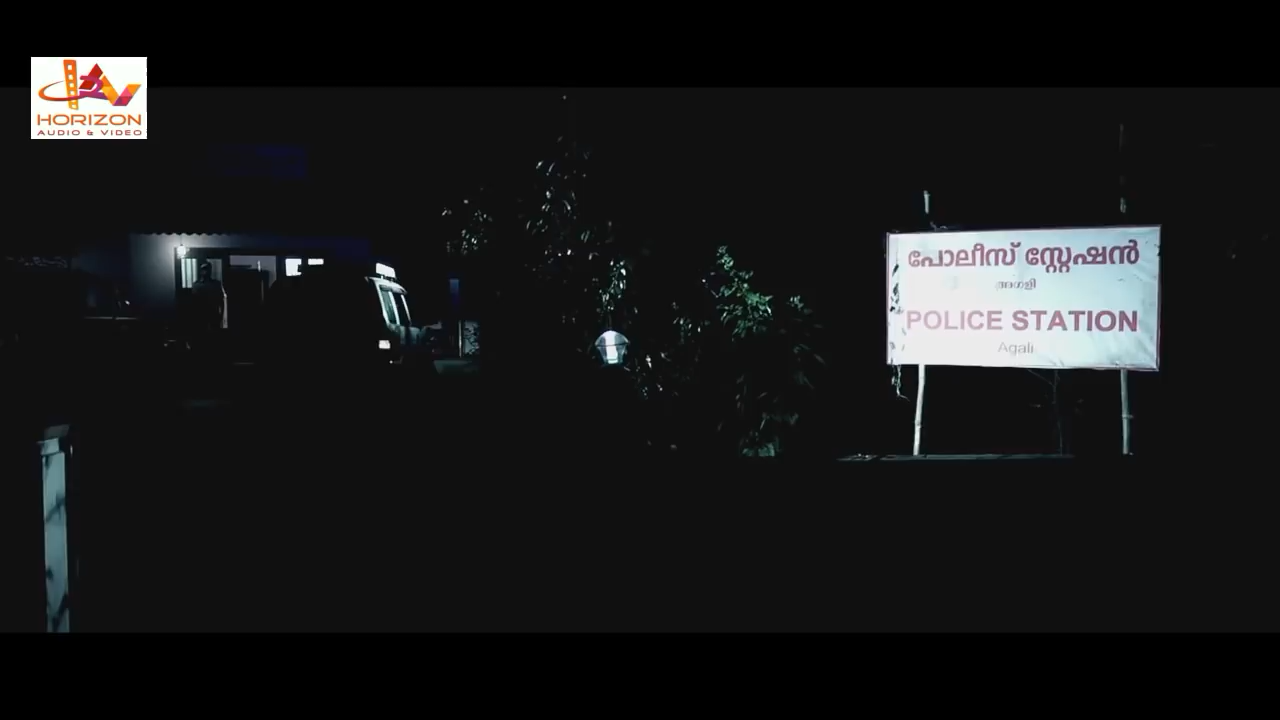 HORIZON
AUDIO & VIDEO
പോലീസ് സ്റ്റേഷൻ
അഗളി
POLICE STATION
Agali